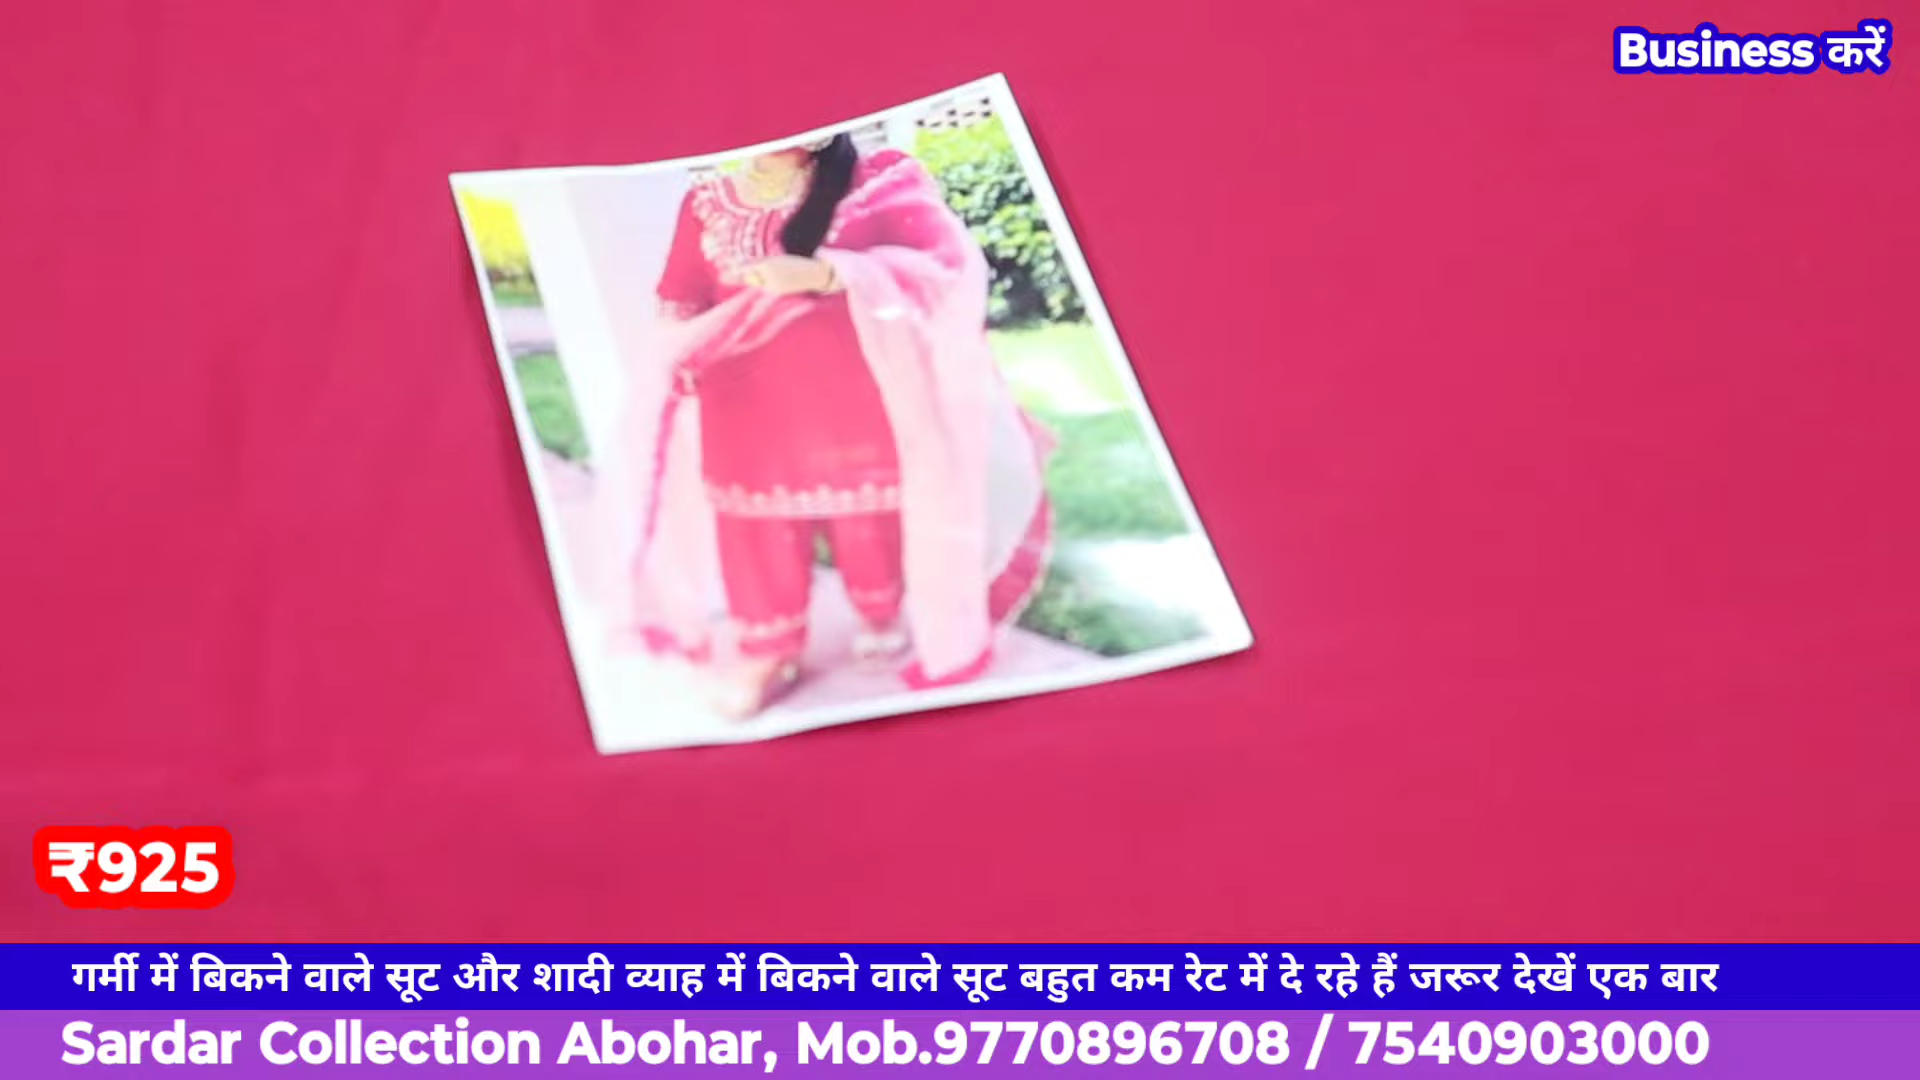 Business करें
₹925
गर्मी में बिकने वाले सूट और शादी व्याह में बिकने वाले सूट बहुत कम रेट में दे रहे हैं जरूर देखें एक बार
Sardar Collection Abohar, Mob.9770896708 / 7540903000